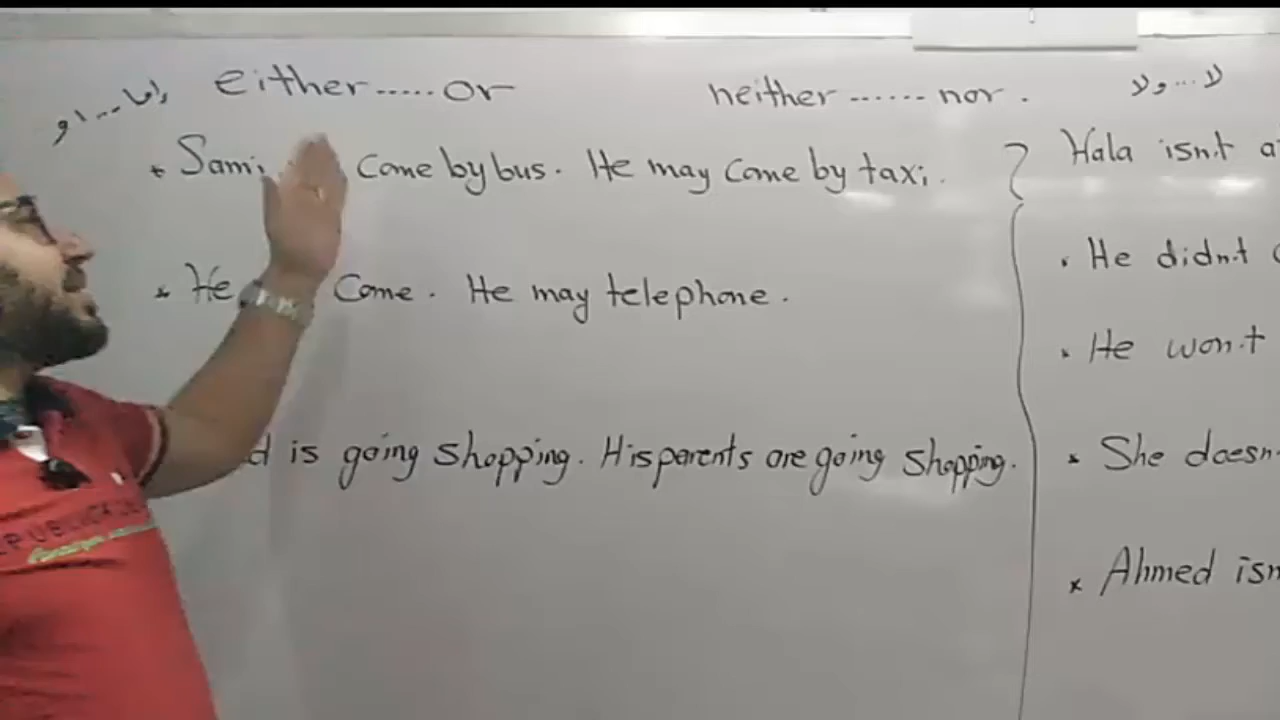 اما....او either......or neither ...... nor. لا....ولا
* Sami Come by bus. He may Come by taxi.
* He Come. He may telephone.
is going shopping. His parents are going shopping.
Hala isn't
. He didn't
* He won't
* She doesn
* Ahmed isn